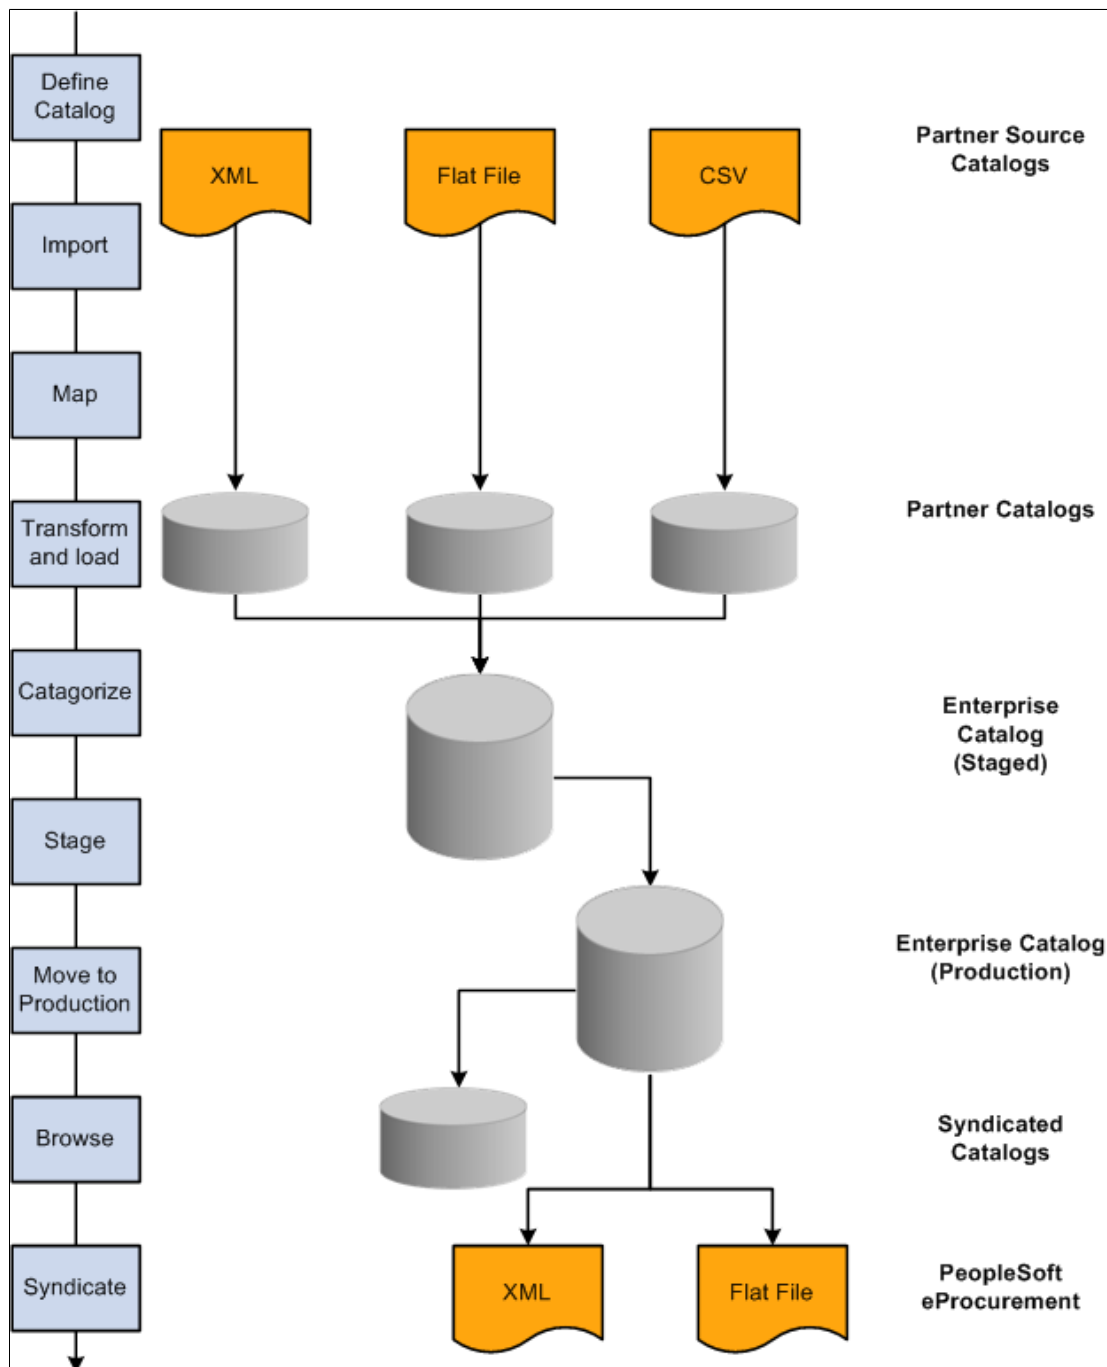 Define
Catalog
Import
Map
Transform
and load
Catagorize
Stage
Move to
Production
Browse
Syndicate
XML
Flat File
CSV
Partner Source
Catalogs
Partner Catalogs
Enterprise
Catalog
(Staged)
Enterprise Catalog
(Production)
Syndicated
Catalogs
XML
Flat File
PeopleSoft
eProcurement